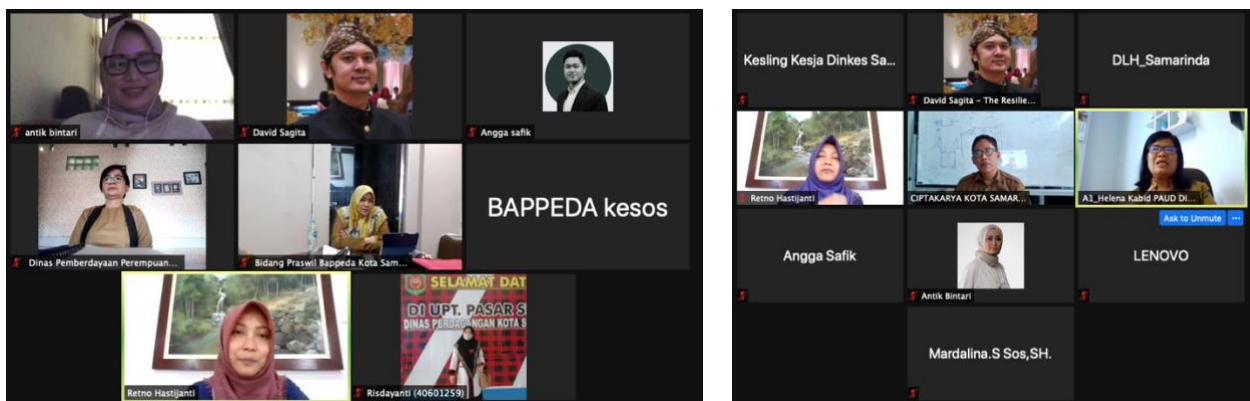 antik bintari
David Sagita
Angga safik
Dinas Pemberdayaan Perempuan...
Bidang Praswil Bappeda Kota Sam...
BAPPEDA kesos
Retno Hastijanti
SELAMAT DAT
DI UPT. PASAR S
DINAS PERDAGANGAN KOTA S
Risdayanti (40601259)
Kesling Kesja Dinkes Sa...
David Sagita - The Resilie...
DLH_Samarinda
Retno Hastijanti
CIPTAKARYA KOTA SAMAR...
A1_Helena Kabid PAUD Di...
Ask to Unmute
...
Angga Safik
Antik Bintari
LENOVO
Mardalina.S Sos,SH.